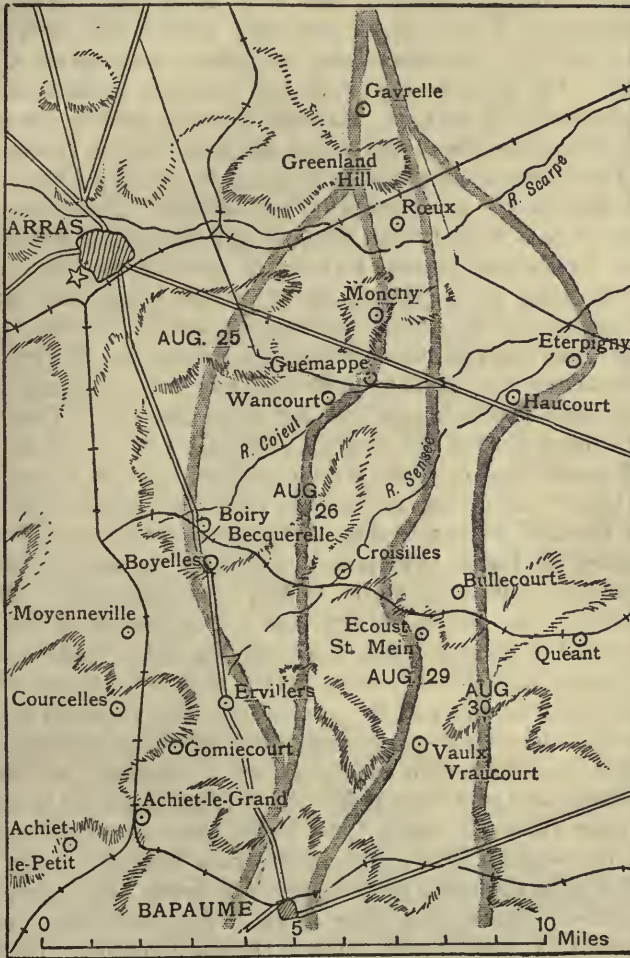 Gavrelle
Greenland
Hill
R. Scarpe
Rœux
ARRAS
Monchy
AUG. 25
Eterpigny
Guémappe
Wancourt
Haucourt
R. Cojeul
R. Sensée
AUG.
26
Boiry
Becquerelle
Boyelles
Croisilles
Bullecourt
Moyenneville
Ecoust
St. Mein
Quéant
AUG. 29
AUG.
30
Courcelles
Ervillers
Gomiecourt
Vaulx
Vraucourt
Achiet-le-Grand
Achiet-
le-Petit
BAPAUME
0 5 10
Miles